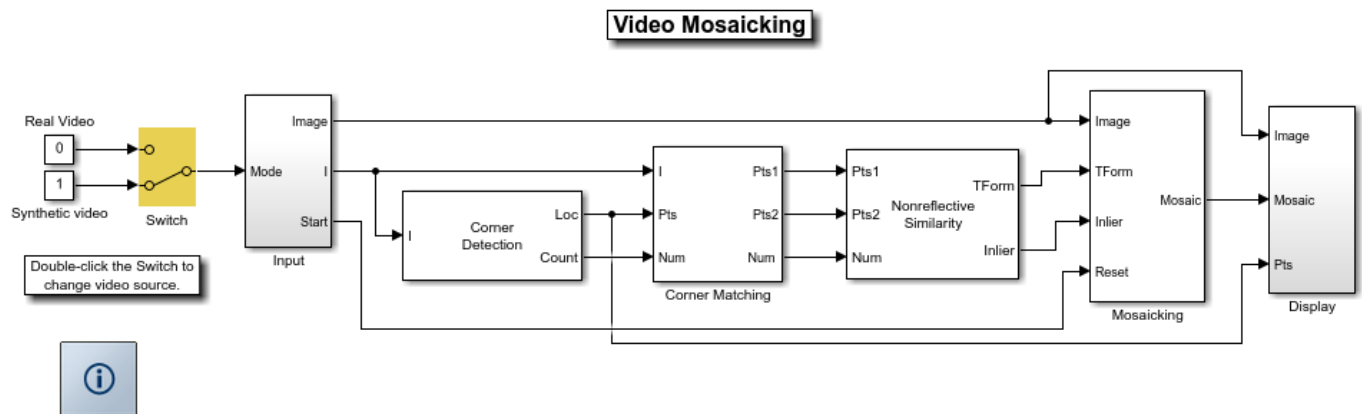 Video Mosaicking
Real Video
0
1
Synthetic video
Switch
Double-click the Switch to
change video source.
Mode
Image
I
Start
Input
I
Corner
Detection
Loc
Count
I
Pts
Num
Pts1
Pts2
Num
Corner Matching
Pts1
Pts2
Num
Nonreflective
Similarity
TForm
Inlier
Image
TForm
Inlier
Reset
Mosaic
Mosaicking
Image
Mosaic
Pts
Display
i